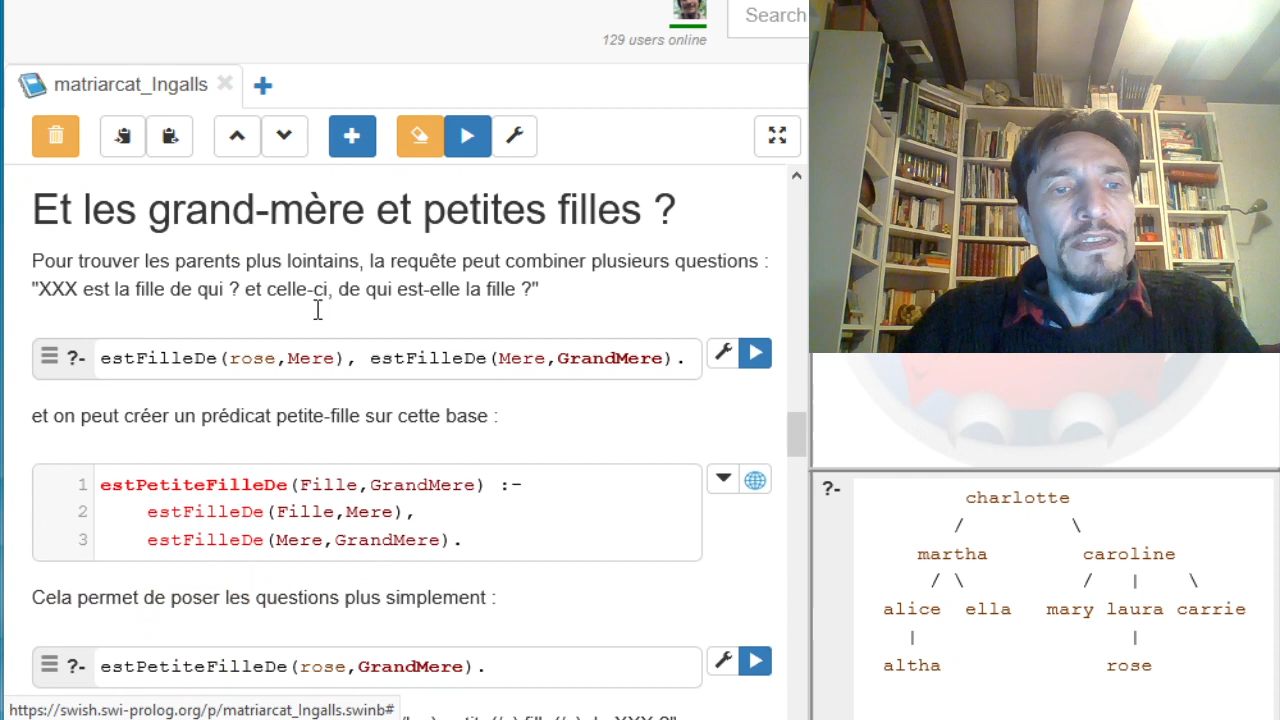 Search
129 users online
matriarcat_Ingalls
Et les grand-mère et petites filles ?
Pour trouver les parents plus lointains, la requête peut combiner plusieurs questions :
"XXX est la fille de qui ? et celle-ci, de qui est-elle la fille ?"
?- estFilleDe(rose,Mere), estFilleDe(Mere,GrandMere).
et on peut créer un prédicat petite-fille sur cette base :
1 estPetiteFilleDe(Fille,GrandMere) :-
2 estFilleDe(Fille,Mere),
3 estFilleDe(Mere,GrandMere).
Cela permet de poser les questions plus simplement :
?- estPetiteFilleDe(rose,GrandMere).
https://swish.swi-prolog.org/p/matriarcat_Ingalls.swinb#
?- charlotte
/ \
martha caroline
/ \ / | \
alice ella mary laura carrie
| |
altha rose